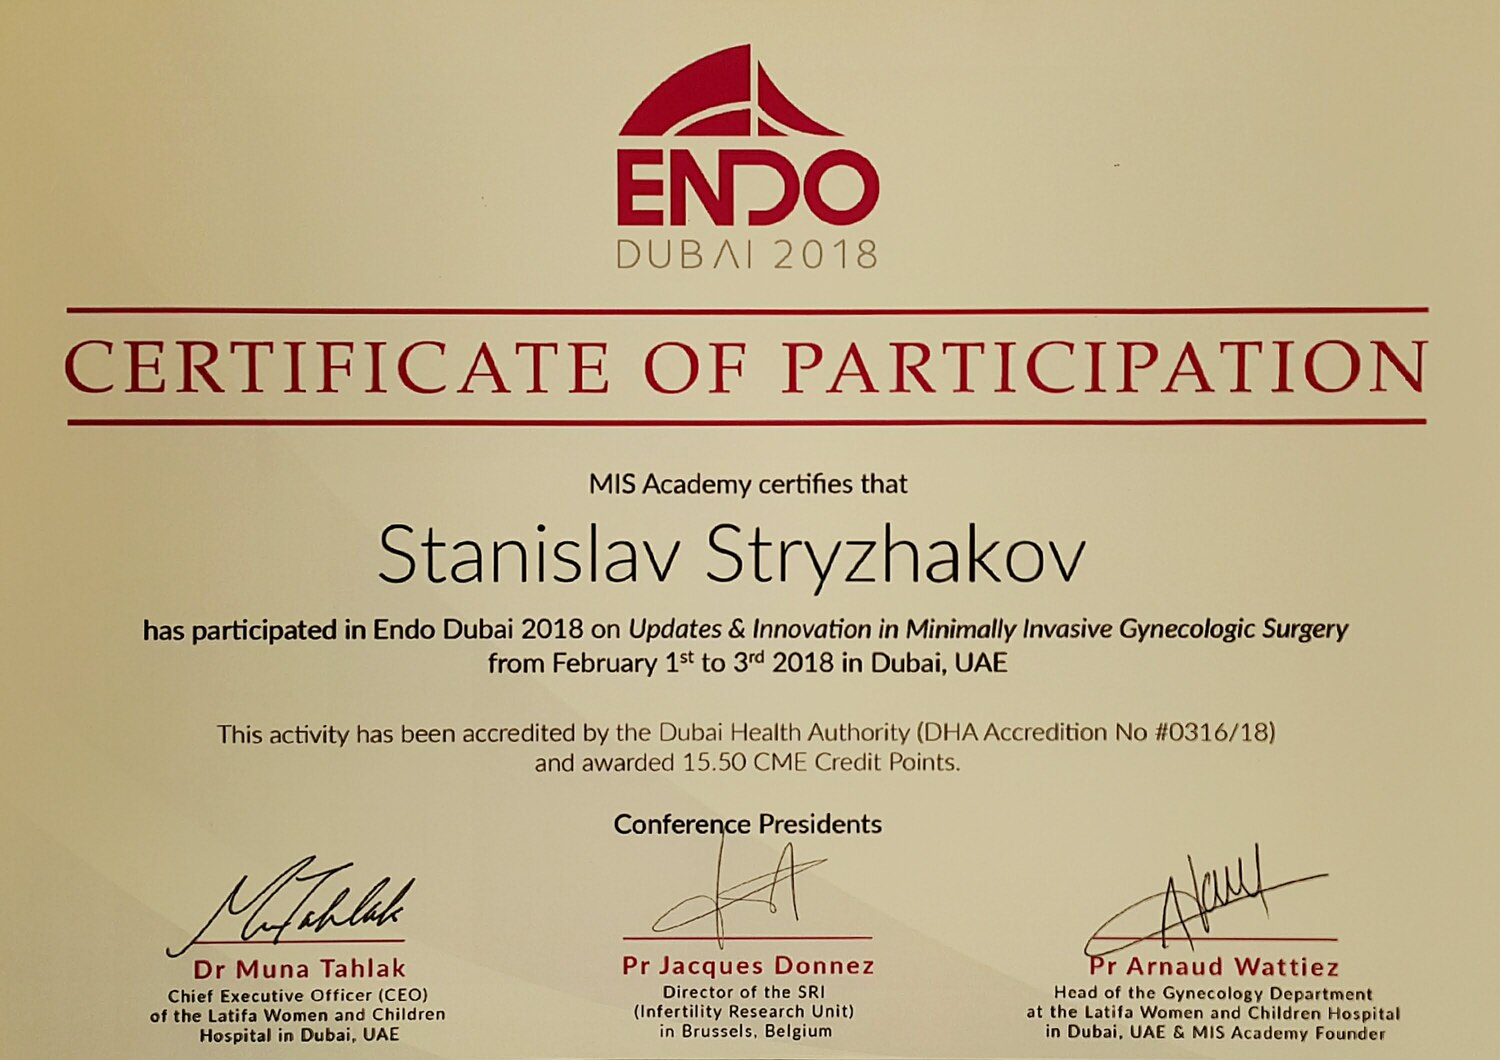 ENDO
DUBAI 2018
CERTIFICATE OF PARTICIPATION
MIS Academy certifies that
Stanislav Stryzhakov
has participated in Endo Dubai 2018 on Updates & Innovation in Minimally Invasive Gynecologic Surgery
from February 1st to 3rd 2018 in Dubai, UAE
This activity has been accredited by the Dubai Health Authority (DHA Accredition No #0316/18)
and awarded 15.50 CME Credit Points.
Conference Presidents
M Tahlak
Dr Muna Tahlak
Chief Executive Officer (CEO)
of the Latifa Women and Children
Hospital in Dubai, UAE
Pr Jacques Donnez
Director of the SRI
(Infertility Research Unit)
in Brussels, Belgium
Pr Arnaud Wattiez
Head of the Gynecology Department
at the Latifa Women and Children Hospital
in Dubai, UAE & MIS Academy Founder